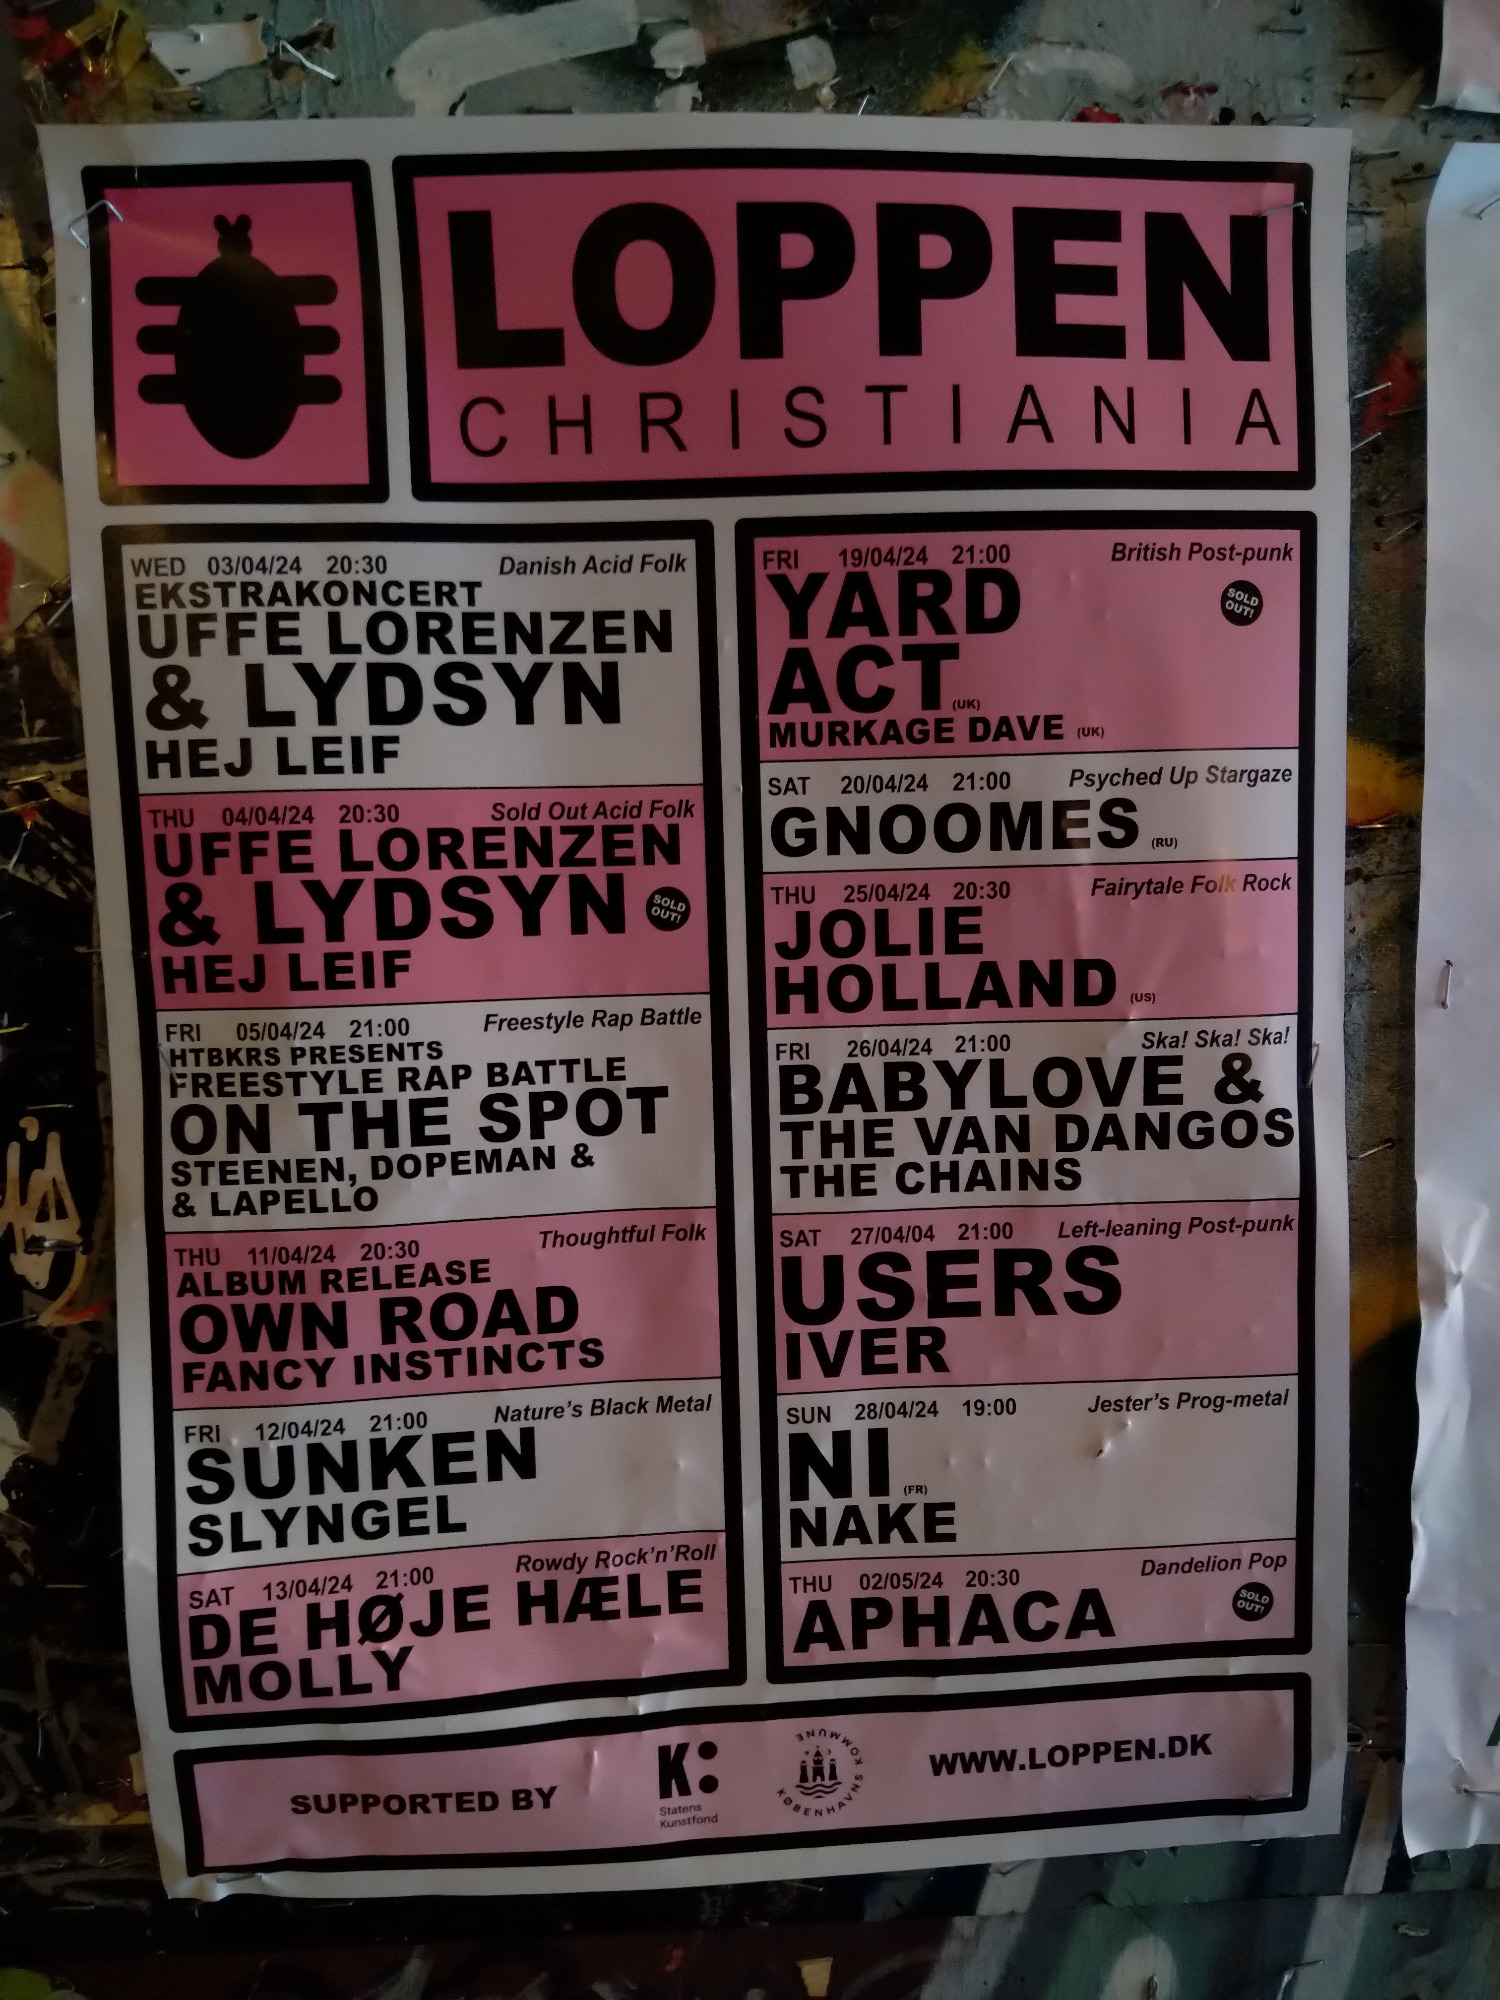 LOPPEN
CHRISTIANIA
WED 03/04/24 20:30 Danish Acid Folk
EKSTRAKONCERT
UFFE LORENZEN
& LYDSYN
HEJ LEIF
THU 04/04/24 20:30 Sold Out Acid Folk
UFFE LORENZEN
& LYDSYN
SOLD
OUT!
HEJ LEIF
FRI 05/04/24 21:00 Freestyle Rap Battle
HTBKRS PRESENTS
FREESTYLE RAP BATTLE
ON THE SPOT
STEENEN, DOPEMAN &
& LAPELLO
THU 11/04/24 20:30 Thoughtful Folk
ALBUM RELEASE
OWN ROAD
FANCY INSTINCTS
FRI 12/04/24 21:00 Nature's Black Metal
SUNKEN
SLYNGEL
SAT 13/04/24 21:00 Rowdy Rock'n'Roll
DE HØJE HÆLE
MOLLY
FRI 19/04/24 21:00 British Post-punk
SOLD
OUT!
YARD
ACT (UK)
MURKAGE DAVE (UK)
SAT 20/04/24 21:00 Psyched Up Stargaze
GNOOMES (RU)
THU 25/04/24 20:30 Fairytale Folk Rock
JOLIE
HOLLAND (US)
FRI 26/04/24 21:00 Ska! Ska! Ska!
BABYLOVE &
THE VAN DANGOS
THE CHAINS
SAT 27/04/04 21:00 Left-leaning Post-punk
USERS
IVER
SUN 28/04/24 19:00 Jester's Prog-metal
NI (FR)
NAKE
THU 02/05/24 20:30 Dandelion Pop
APHACA
SOLD
OUT!
SUPPORTED BY
K:
Statens
Kunstfond
KØBENHAVNS KOMMUNE
WWW.LOPPEN.DK